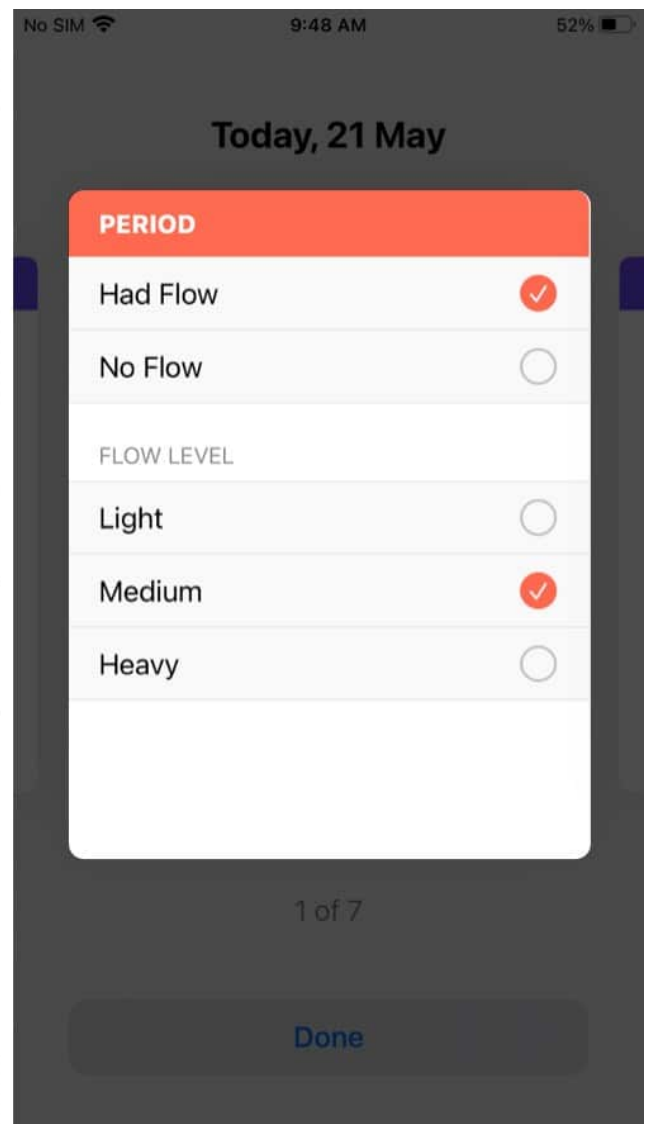 No SIM 9:48 AM 52%
Today, 21 May
PERIOD
Had Flow
No Flow
FLOW LEVEL
Light
Medium
Heavy
1 of 7
Done